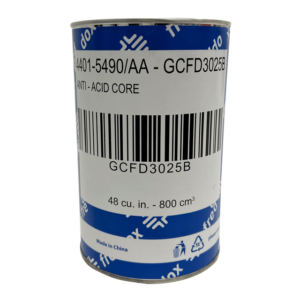 4401-5490/AA - GCFD3025B
ANTI - ACID CORE
GCFD3025B
48 cu. in. - 800 cm³
Made in China